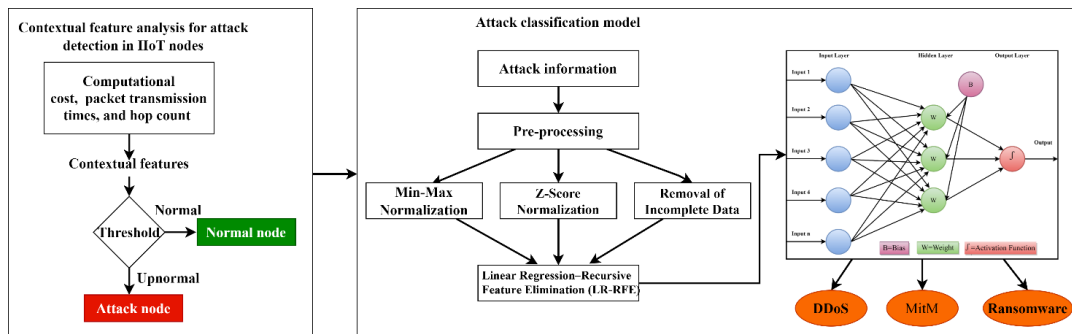 Contextual feature analysis for attack
detection in IIoT nodes
Computational
cost, packet transmission
times, and hop count
Contextual features
Threshold
Normal
Normal node
Upnormal
Attack node
Attack classification model
Attack information
Pre-processing
Min-Max
Normalization
Z-Score
Normalization
Removal of
Incomplete Data
Linear Regression–Recursive
Feature Elimination (LR-RFE)
Input Layer
Hidden Layer
Output Layer
Input 1
Input 2
Input 3
Input 4
Input n
B
W
W
W
∫
Output
B=Bias
W=Weight
∫=Activation Function
DDoS
MitM
Ransomware